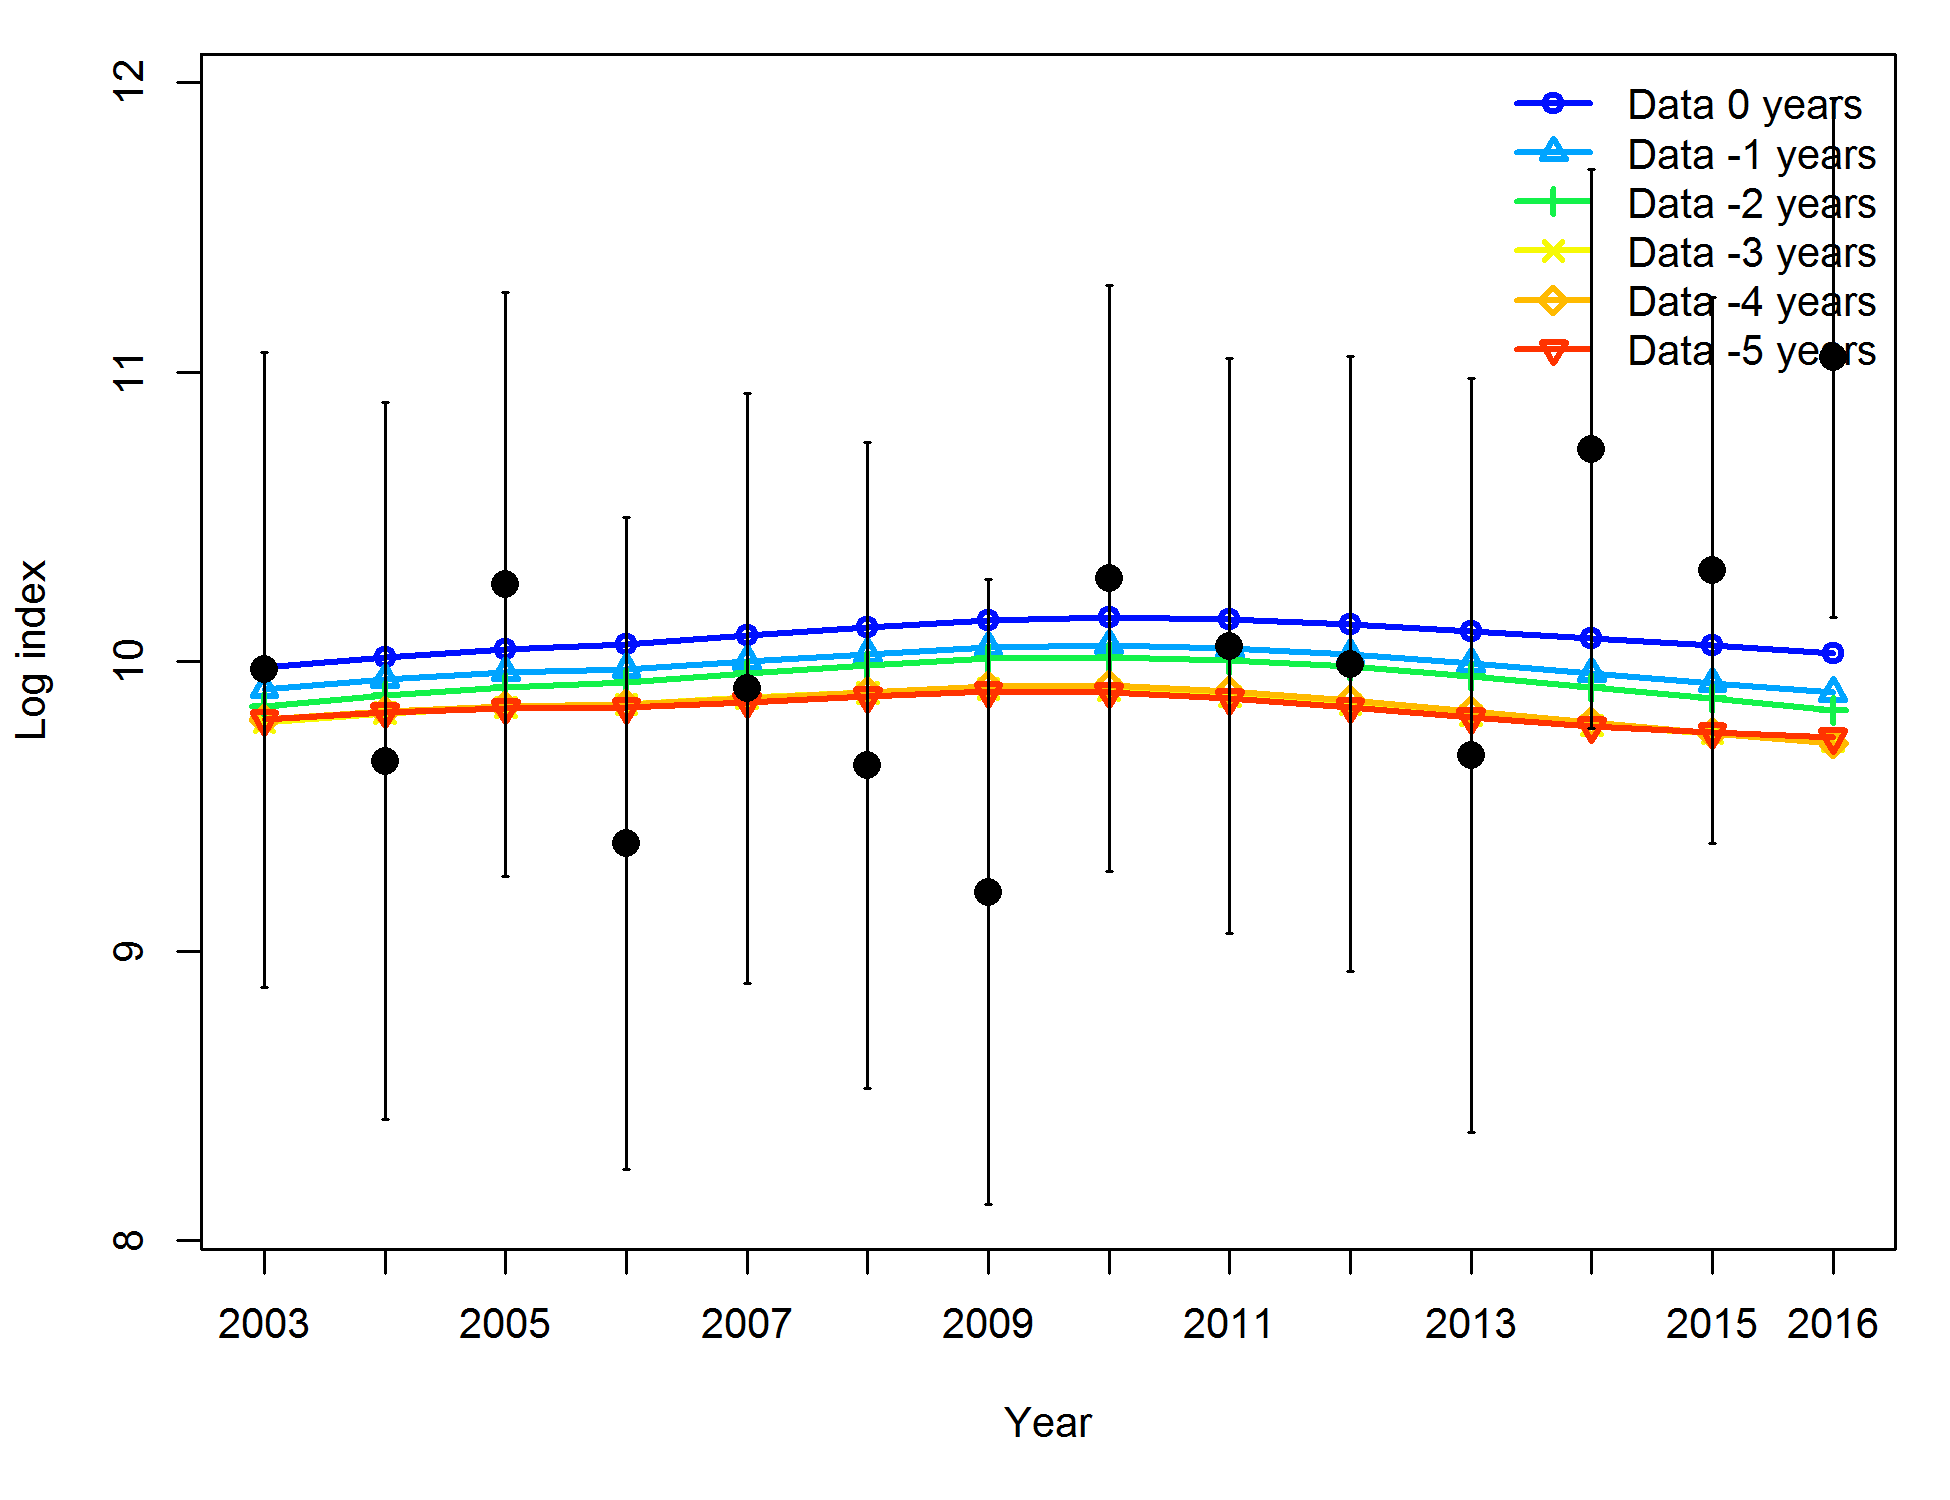 12
11
10
9
8
Log index
Data 0 years
Data -1 years
Data -2 years
Data -3 years
Data -4 years
Data -5 years
2003 2005 2007 2009 2011 2013 2015 2016
Year